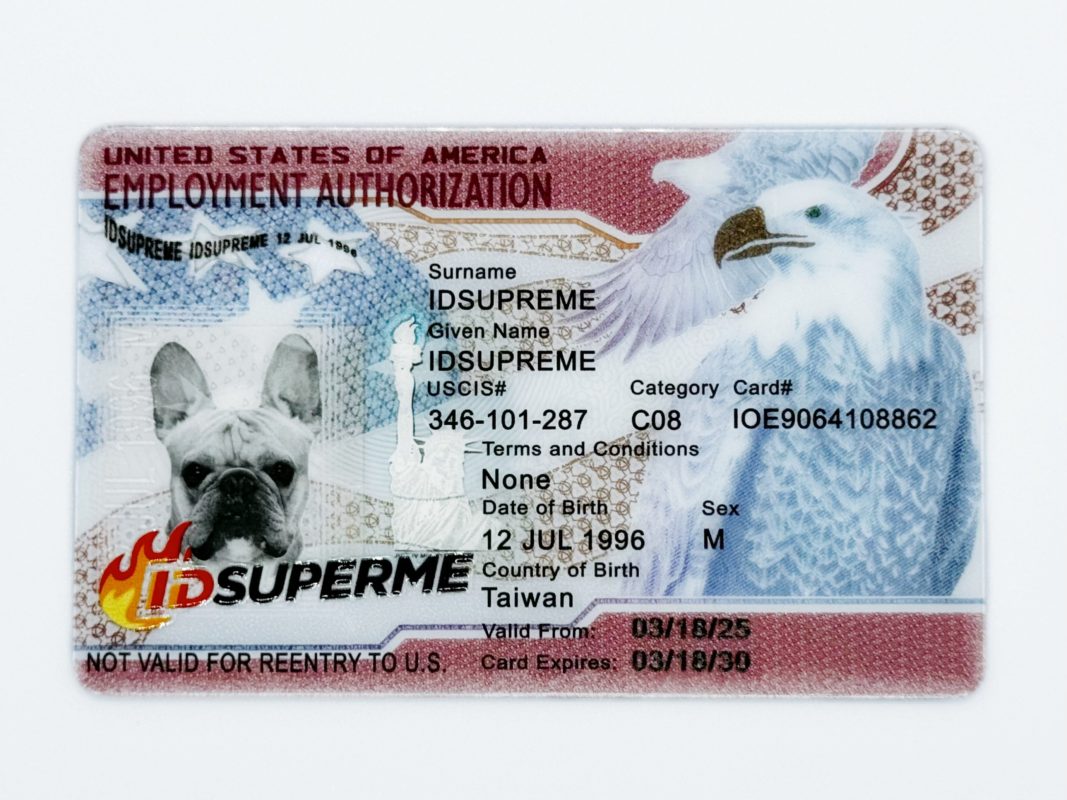 UNITED STATES OF AMERICA
EMPLOYMENT AUTHORIZATION
IDSUPREME IDSUPREME 12 JUL 1996
Surname
IDSUPREME
Given Name
IDSUPREME
USCIS# Category Card#
346-101-287 C08 IOE9064108862
Terms and Conditions
None
Date of Birth Sex
12 JUL 1996 M
Country of Birth
Taiwan
IDSUPERME
Valid From: 03/18/25
NOT VALID FOR REENTRY TO U.S. Card Expires: 03/18/30